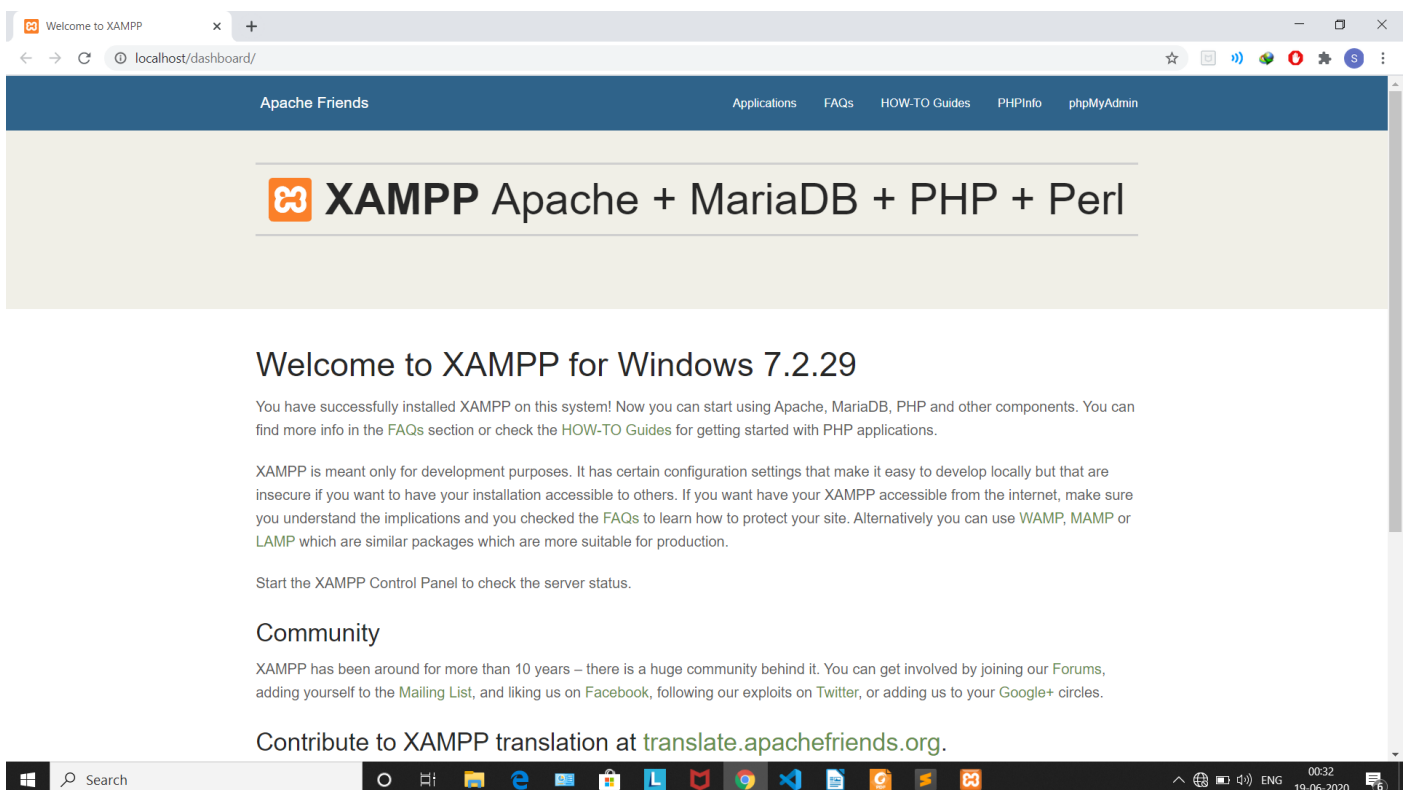 Welcome to XAMPP
localhost/dashboard/
S
Apache Friends
Applications FAQs HOW-TO Guides PHPInfo phpMyAdmin
XAMPP Apache + MariaDB + PHP + Perl
Welcome to XAMPP for Windows 7.2.29
You have successfully installed XAMPP on this system! Now you can start using Apache, MariaDB, PHP and other components. You can
find more info in the FAQs section or check the HOW-TO Guides for getting started with PHP applications.
XAMPP is meant only for development purposes. It has certain configuration settings that make it easy to develop locally but that are
insecure if you want to have your installation accessible to others. If you want have your XAMPP accessible from the internet, make sure
you understand the implications and you checked the FAQs to learn how to protect your site. Alternatively you can use WAMP, MAMP or
LAMP which are similar packages which are more suitable for production.
Start the XAMPP Control Panel to check the server status.
Community
XAMPP has been around for more than 10 years – there is a huge community behind it. You can get involved by joining our Forums,
adding yourself to the Mailing List, and liking us on Facebook, following our exploits on Twitter, or adding us to your Google+ circles.
Contribute to XAMPP translation at translate.apachefriends.org.
Search
L
ENG
00:32
19-06-2020
6